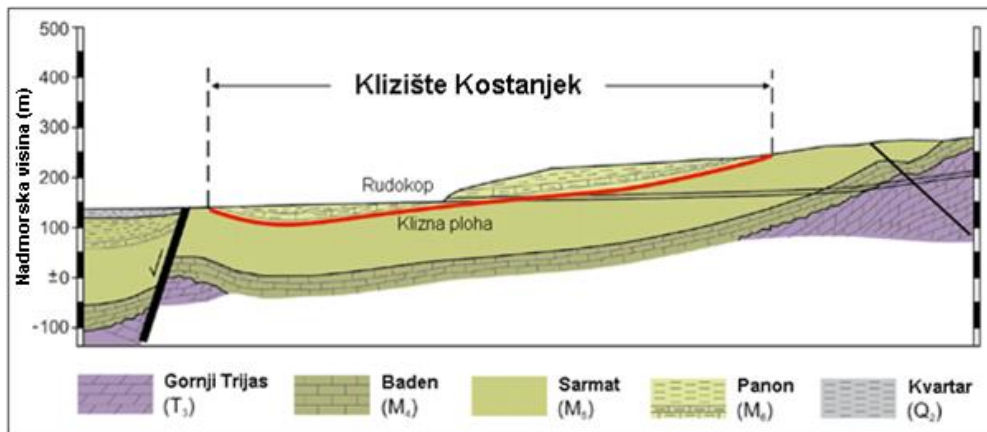 500
400
300
200
100
±0
-100
Nadmorska visina (m)
Klizište Kostanjek
Rudokop
Klizna ploha
Gornji Trijas
(T₃)
Baden
(M₄)
Sarmat
(M₅)
Panon
(M₆)
Kvartar
(Q₂)